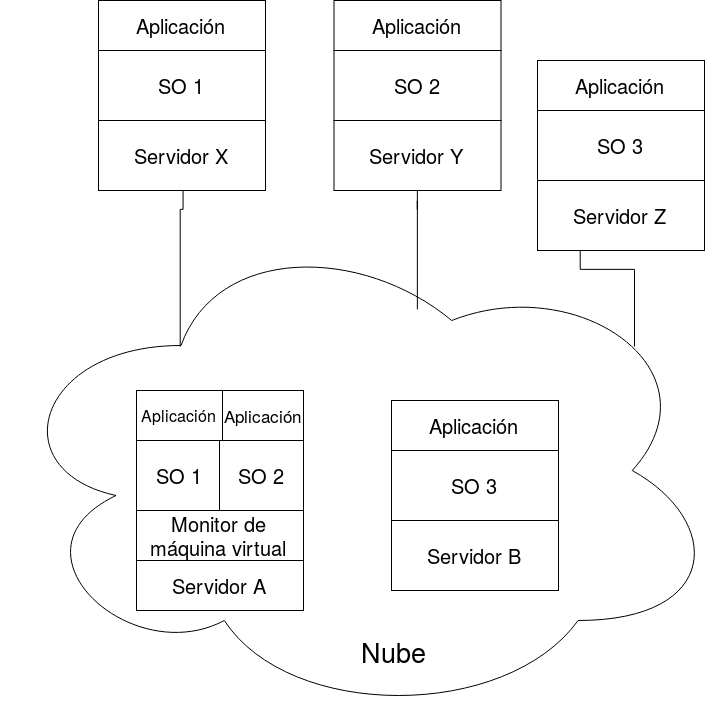 Aplicación
SO 1
Servidor X
Aplicación
SO 2
Servidor Y
Aplicación
SO 3
Servidor Z
Aplicación Aplicación
SO 1 SO 2
Monitor de
máquina virtual
Servidor A
Aplicación
SO 3
Servidor B
Nube